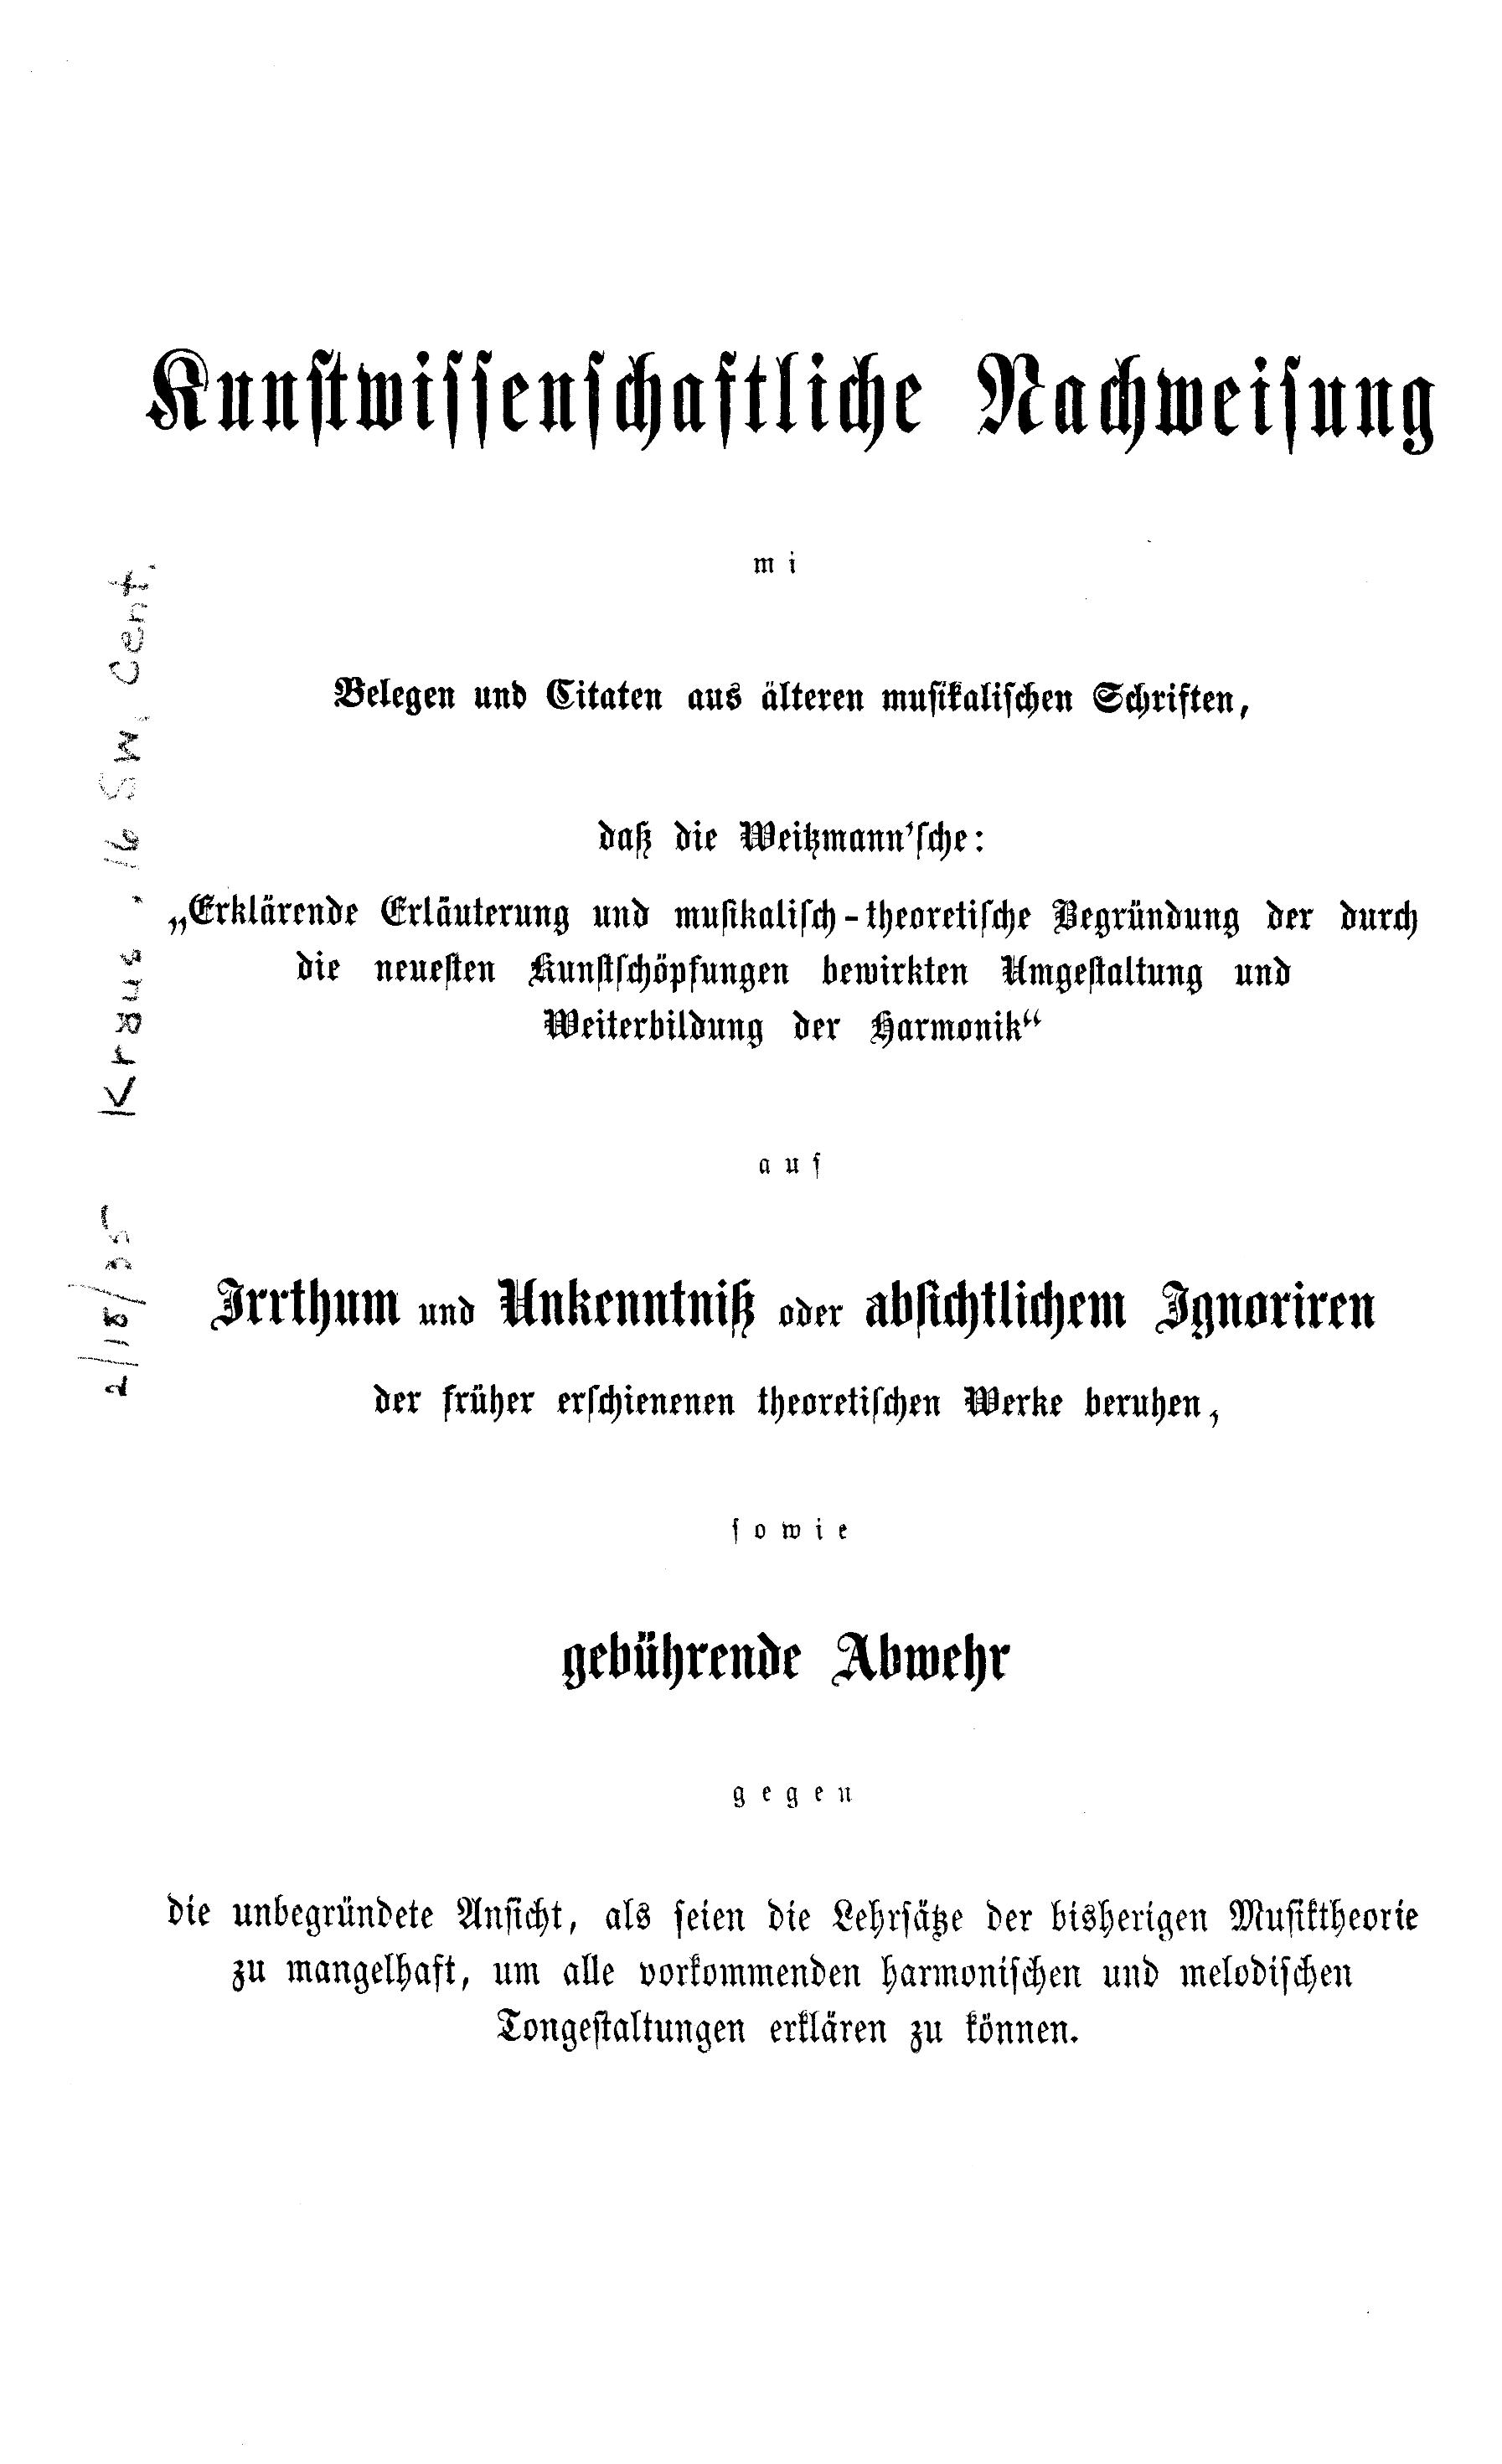 Kunstwissenschaftliche Nachweisung
mi
Belegen und Citaten aus älteren musikalischen Schriften,
daß die Weitzmann'sche:
„Erklärende Erläuterung und musikalisch-theoretische Begründung der durch
die neuesten Kunstschöpfungen bewirkten Umgestaltung und
Weiterbildung der Harmonik“
auf
Irrthum und Unkenntniß oder absichtlichem Ignoriren
der früher erschienenen theoretischen Werke beruhen,
sowie
gebührende Abwehr
gegen
die unbegründete Ansicht, als seien die Lehrsätze der bisherigen Musiktheorie
zu mangelhaft, um alle vorkommenden harmonischen und melodischen
Tongestaltungen erklären zu können.
2/18/35 Kraus. 16 Sw. Cent.